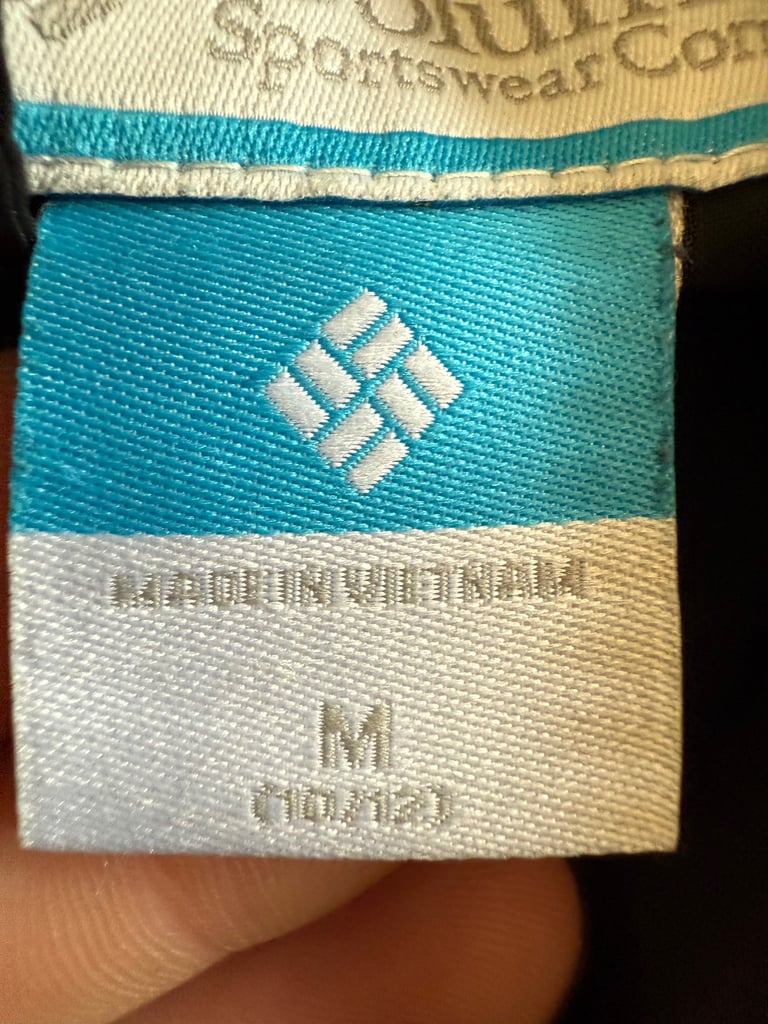 Sportswear Com
MADE IN VIETNAM
M
(10/12)